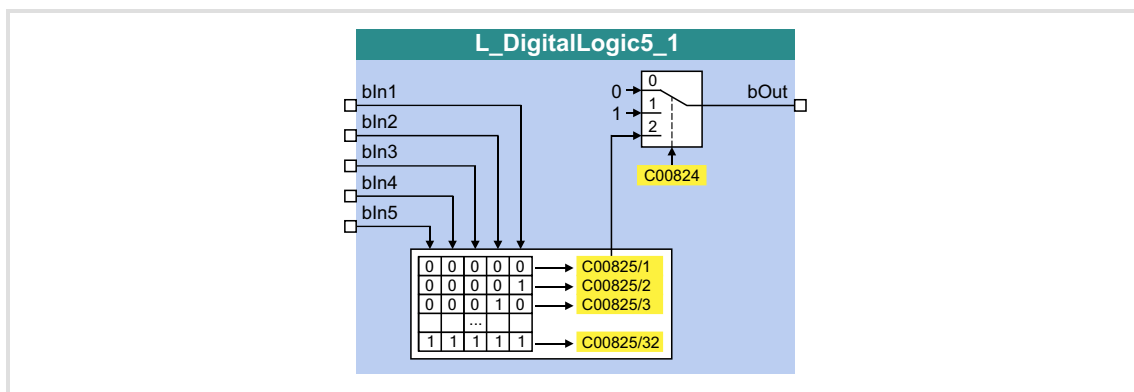 L_DigitalLogic5_1
bIn1
bIn2
bIn3
bIn4
bIn5
0
0
1
1
2
bOut
C00824
0 0 0 0 0 C00825/1
0 0 0 0 1 C00825/2
0 0 0 1 0 C00825/3
...
1 1 1 1 1 C00825/32